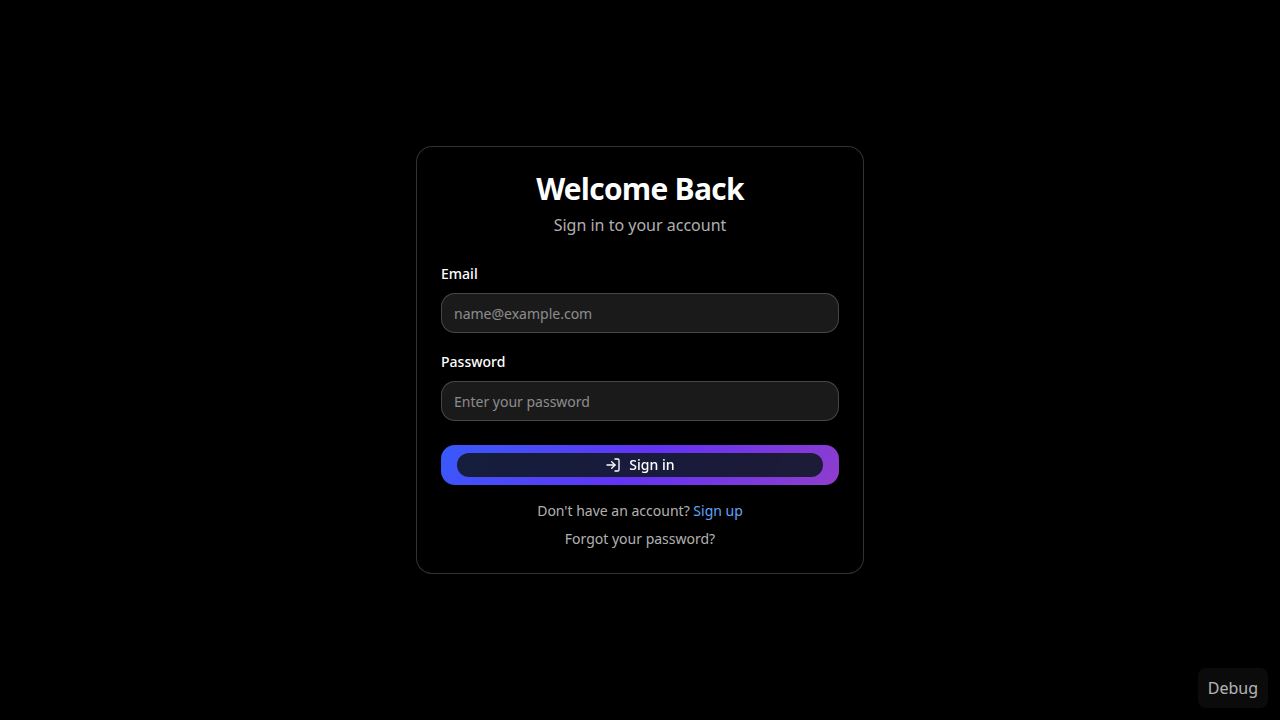 Welcome Back
Sign in to your account
Email
name@example.com
Password
Enter your password
Sign in
Don't have an account? Sign up
Forgot your password?
Debug